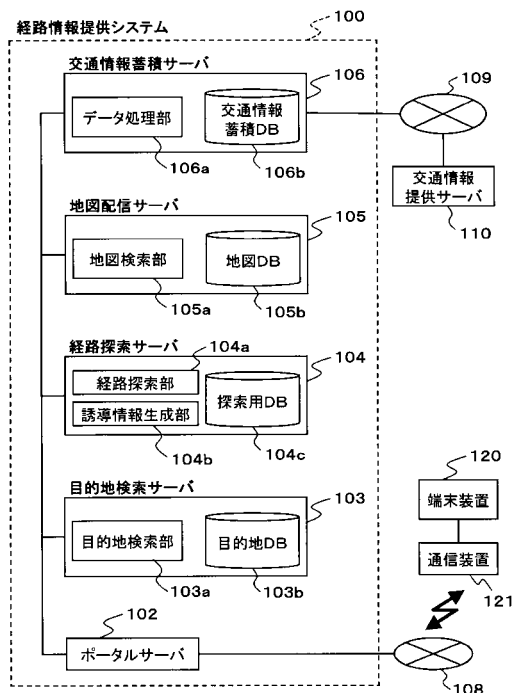 100
経路情報提供システム
交通情報蓄積サーバ
106
データ処理部
106a
交通情報
蓄積DB
106b
109
交通情報
提供サーバ
110
地図配信サーバ
105
地図検索部
105a
地図DB
105b
経路探索サーバ
104a
104
経路探索部
誘導情報生成部
104b
探索用DB
104c
目的地検索サーバ
103
目的地検索部
103a
目的地DB
103b
120
端末装置
通信装置
121
102
ポータルサーバ
108